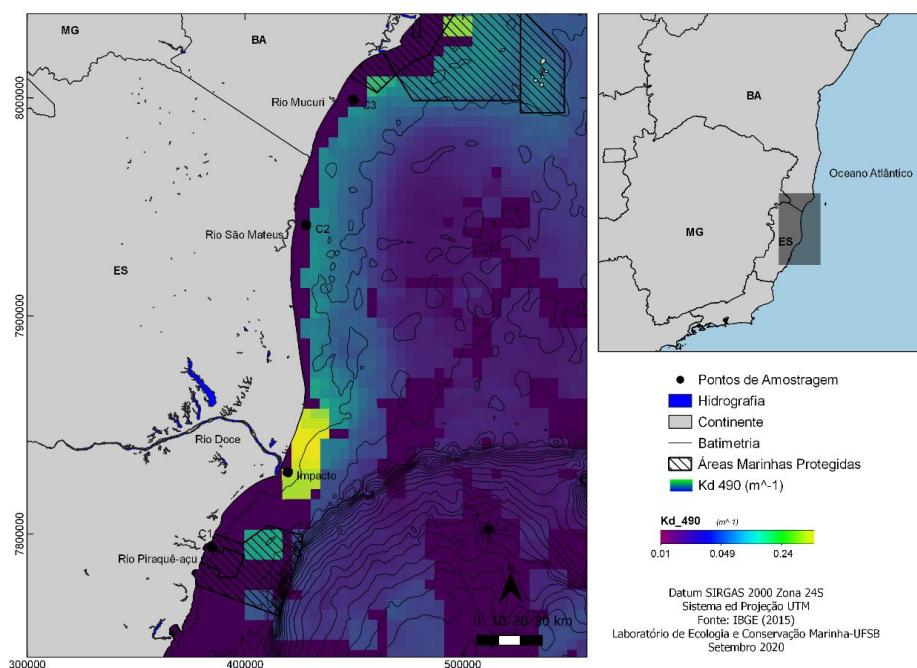 MG
BA
Rio Mucuri
C3
Rio São Mateus
C2
ES
Rio Doce
Impacto
C1
Rio Piraquê-açu
8000000
7900000
7800000
300000
400000
500000
0 10 20 30 km
BA
Oceano Atlântico
MG
ES
Pontos de Amostragem
Hidrografia
Continente
Batimetria
Áreas Marinhas Protegidas
Kd 490 (m^-1)
Kd_490 (m^-1)
0.01 0.049 0.24
Datum SIRGAS 2000 Zona 24S
Sistema ed Projeção UTM
Fonte: IBGE (2015)
Laboratório de Ecologia e Conservação Marinha-UFSB
Setembro 2020